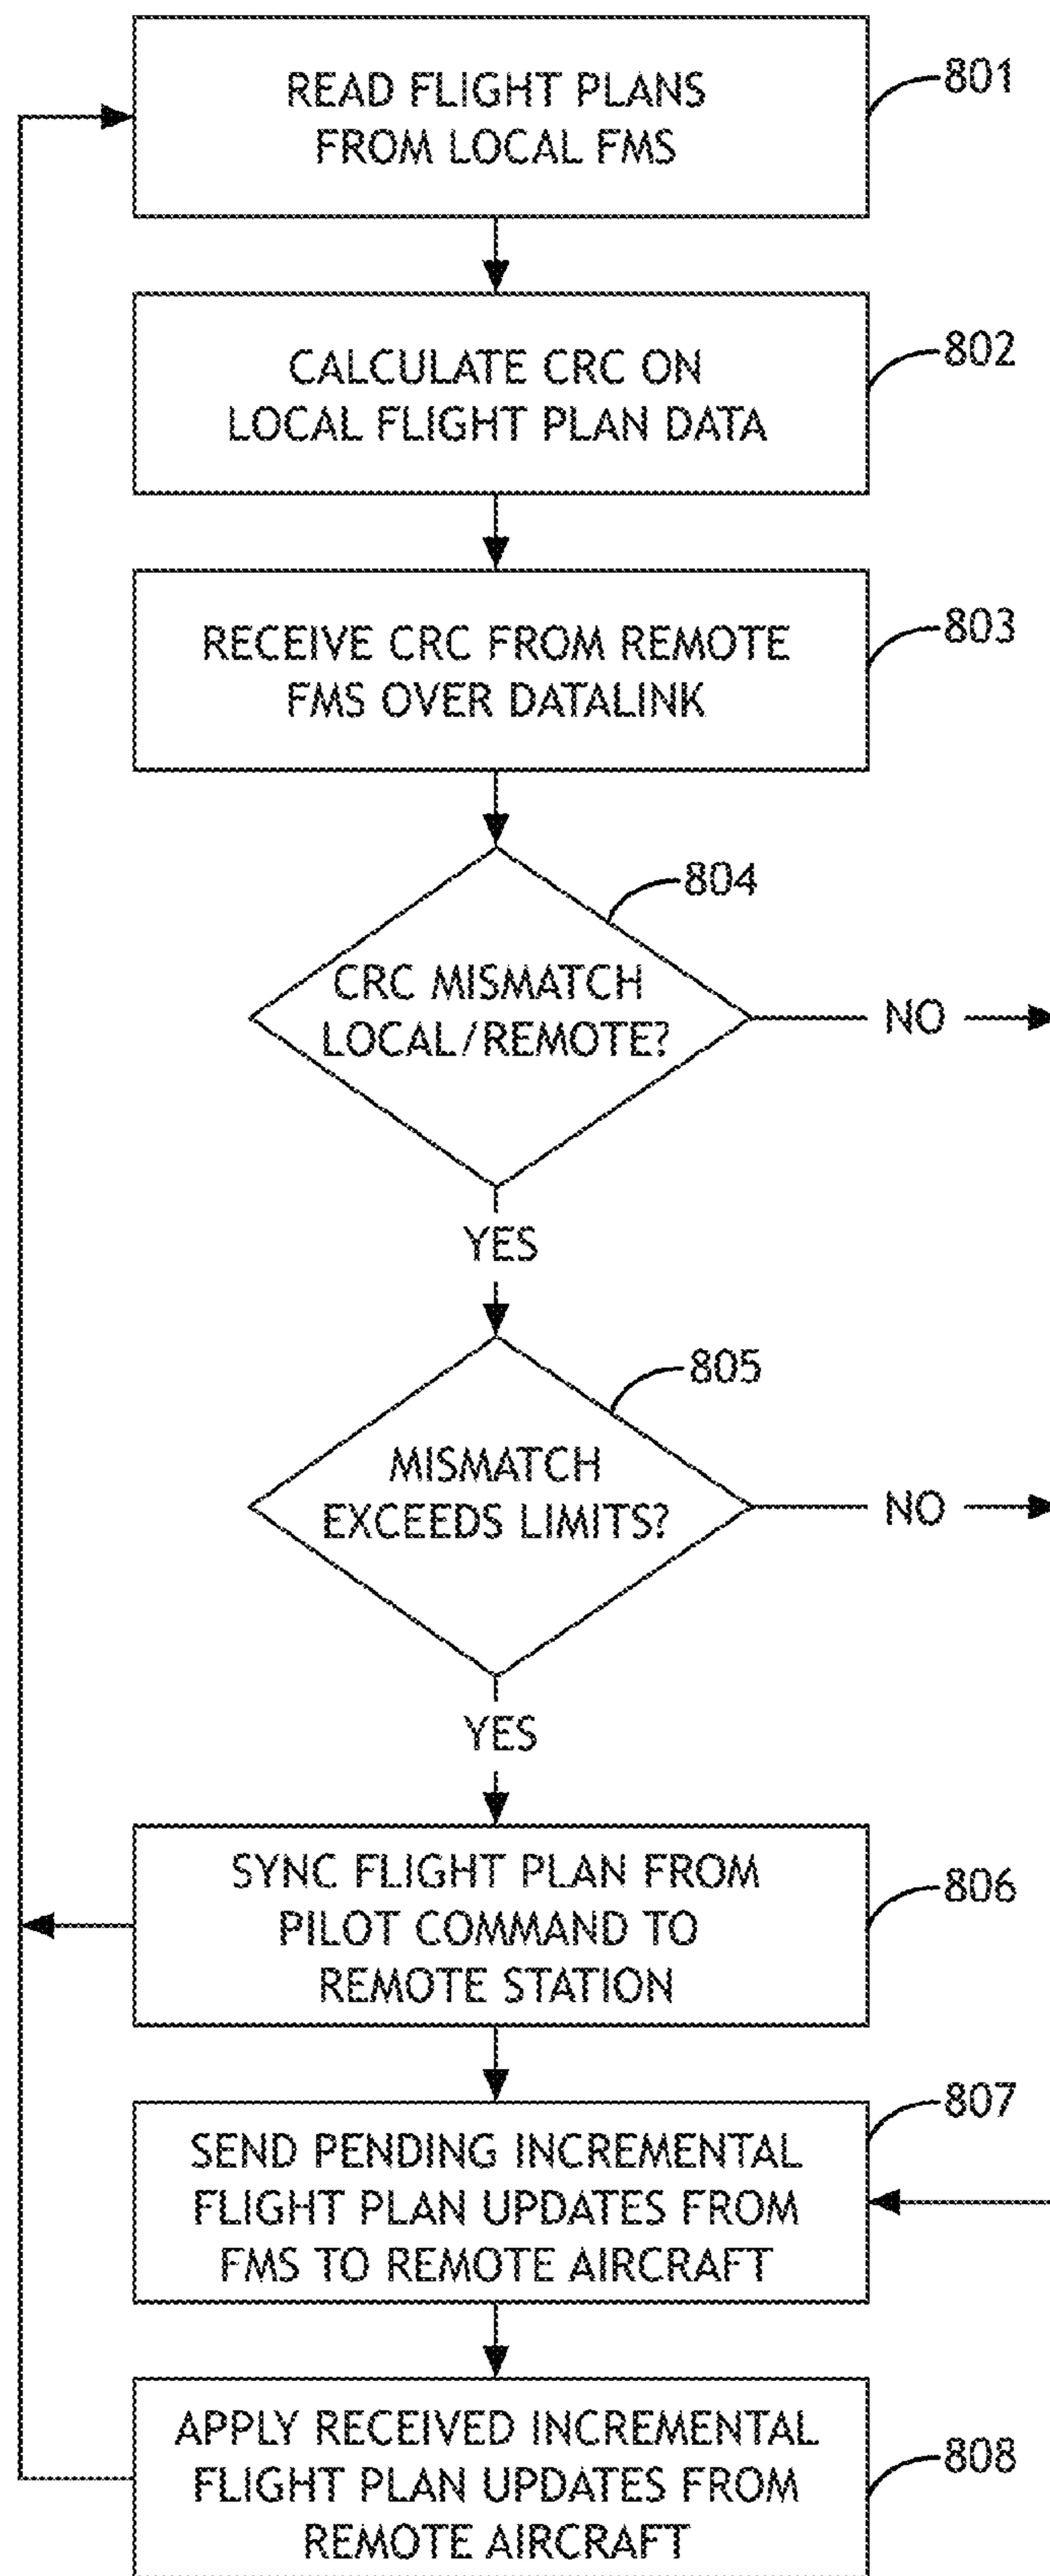 READ FLIGHT PLANS
FROM LOCAL FMS
801
CALCULATE CRC ON
LOCAL FLIGHT PLAN DATA
802
RECEIVE CRC FROM REMOTE
FMS OVER DATALINK
803
804
CRC MISMATCH
LOCAL/REMOTE?
NO
YES
805
MISMATCH
EXCEEDS LIMITS?
NO
YES
SYNC FLIGHT PLAN FROM
PILOT COMMAND TO
REMOTE STATION
806
807
SEND PENDING INCREMENTAL
FLIGHT PLAN UPDATES FROM
FMS TO REMOTE AIRCRAFT
APPLY RECEIVED INCREMENTAL
FLIGHT PLAN UPDATES FROM
REMOTE AIRCRAFT
808